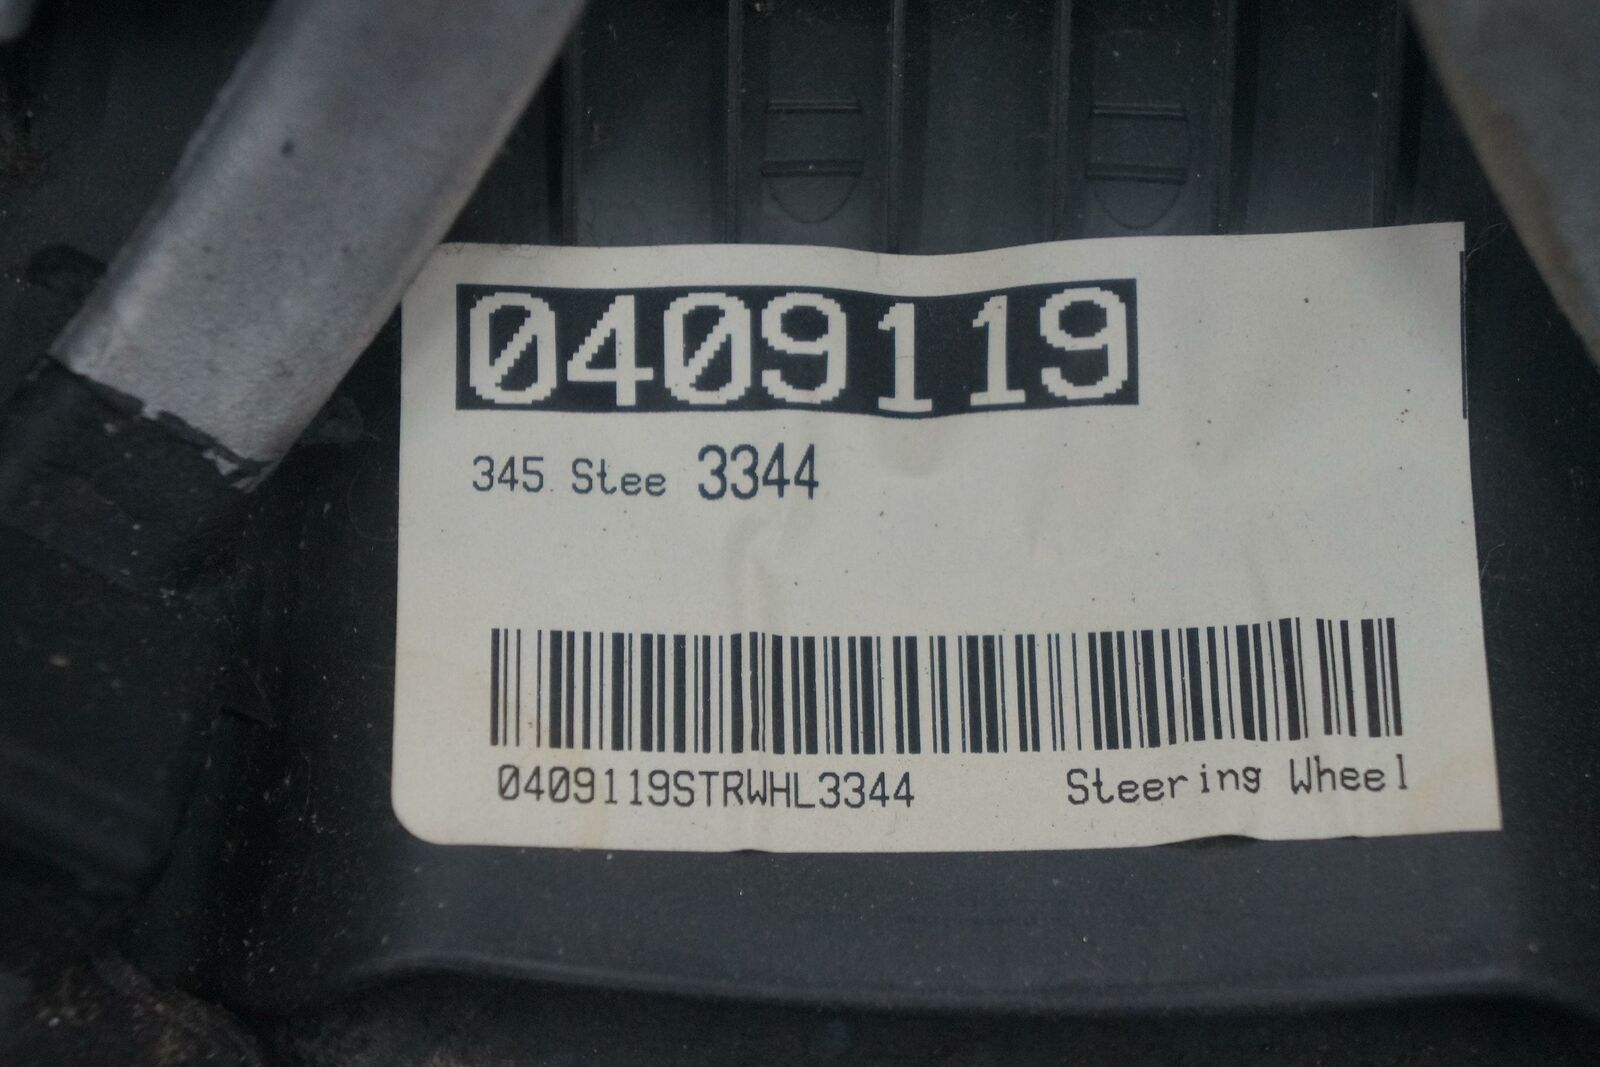 0409119
345. Stee 3344
0409119STRWHL3344 Steering Wheel